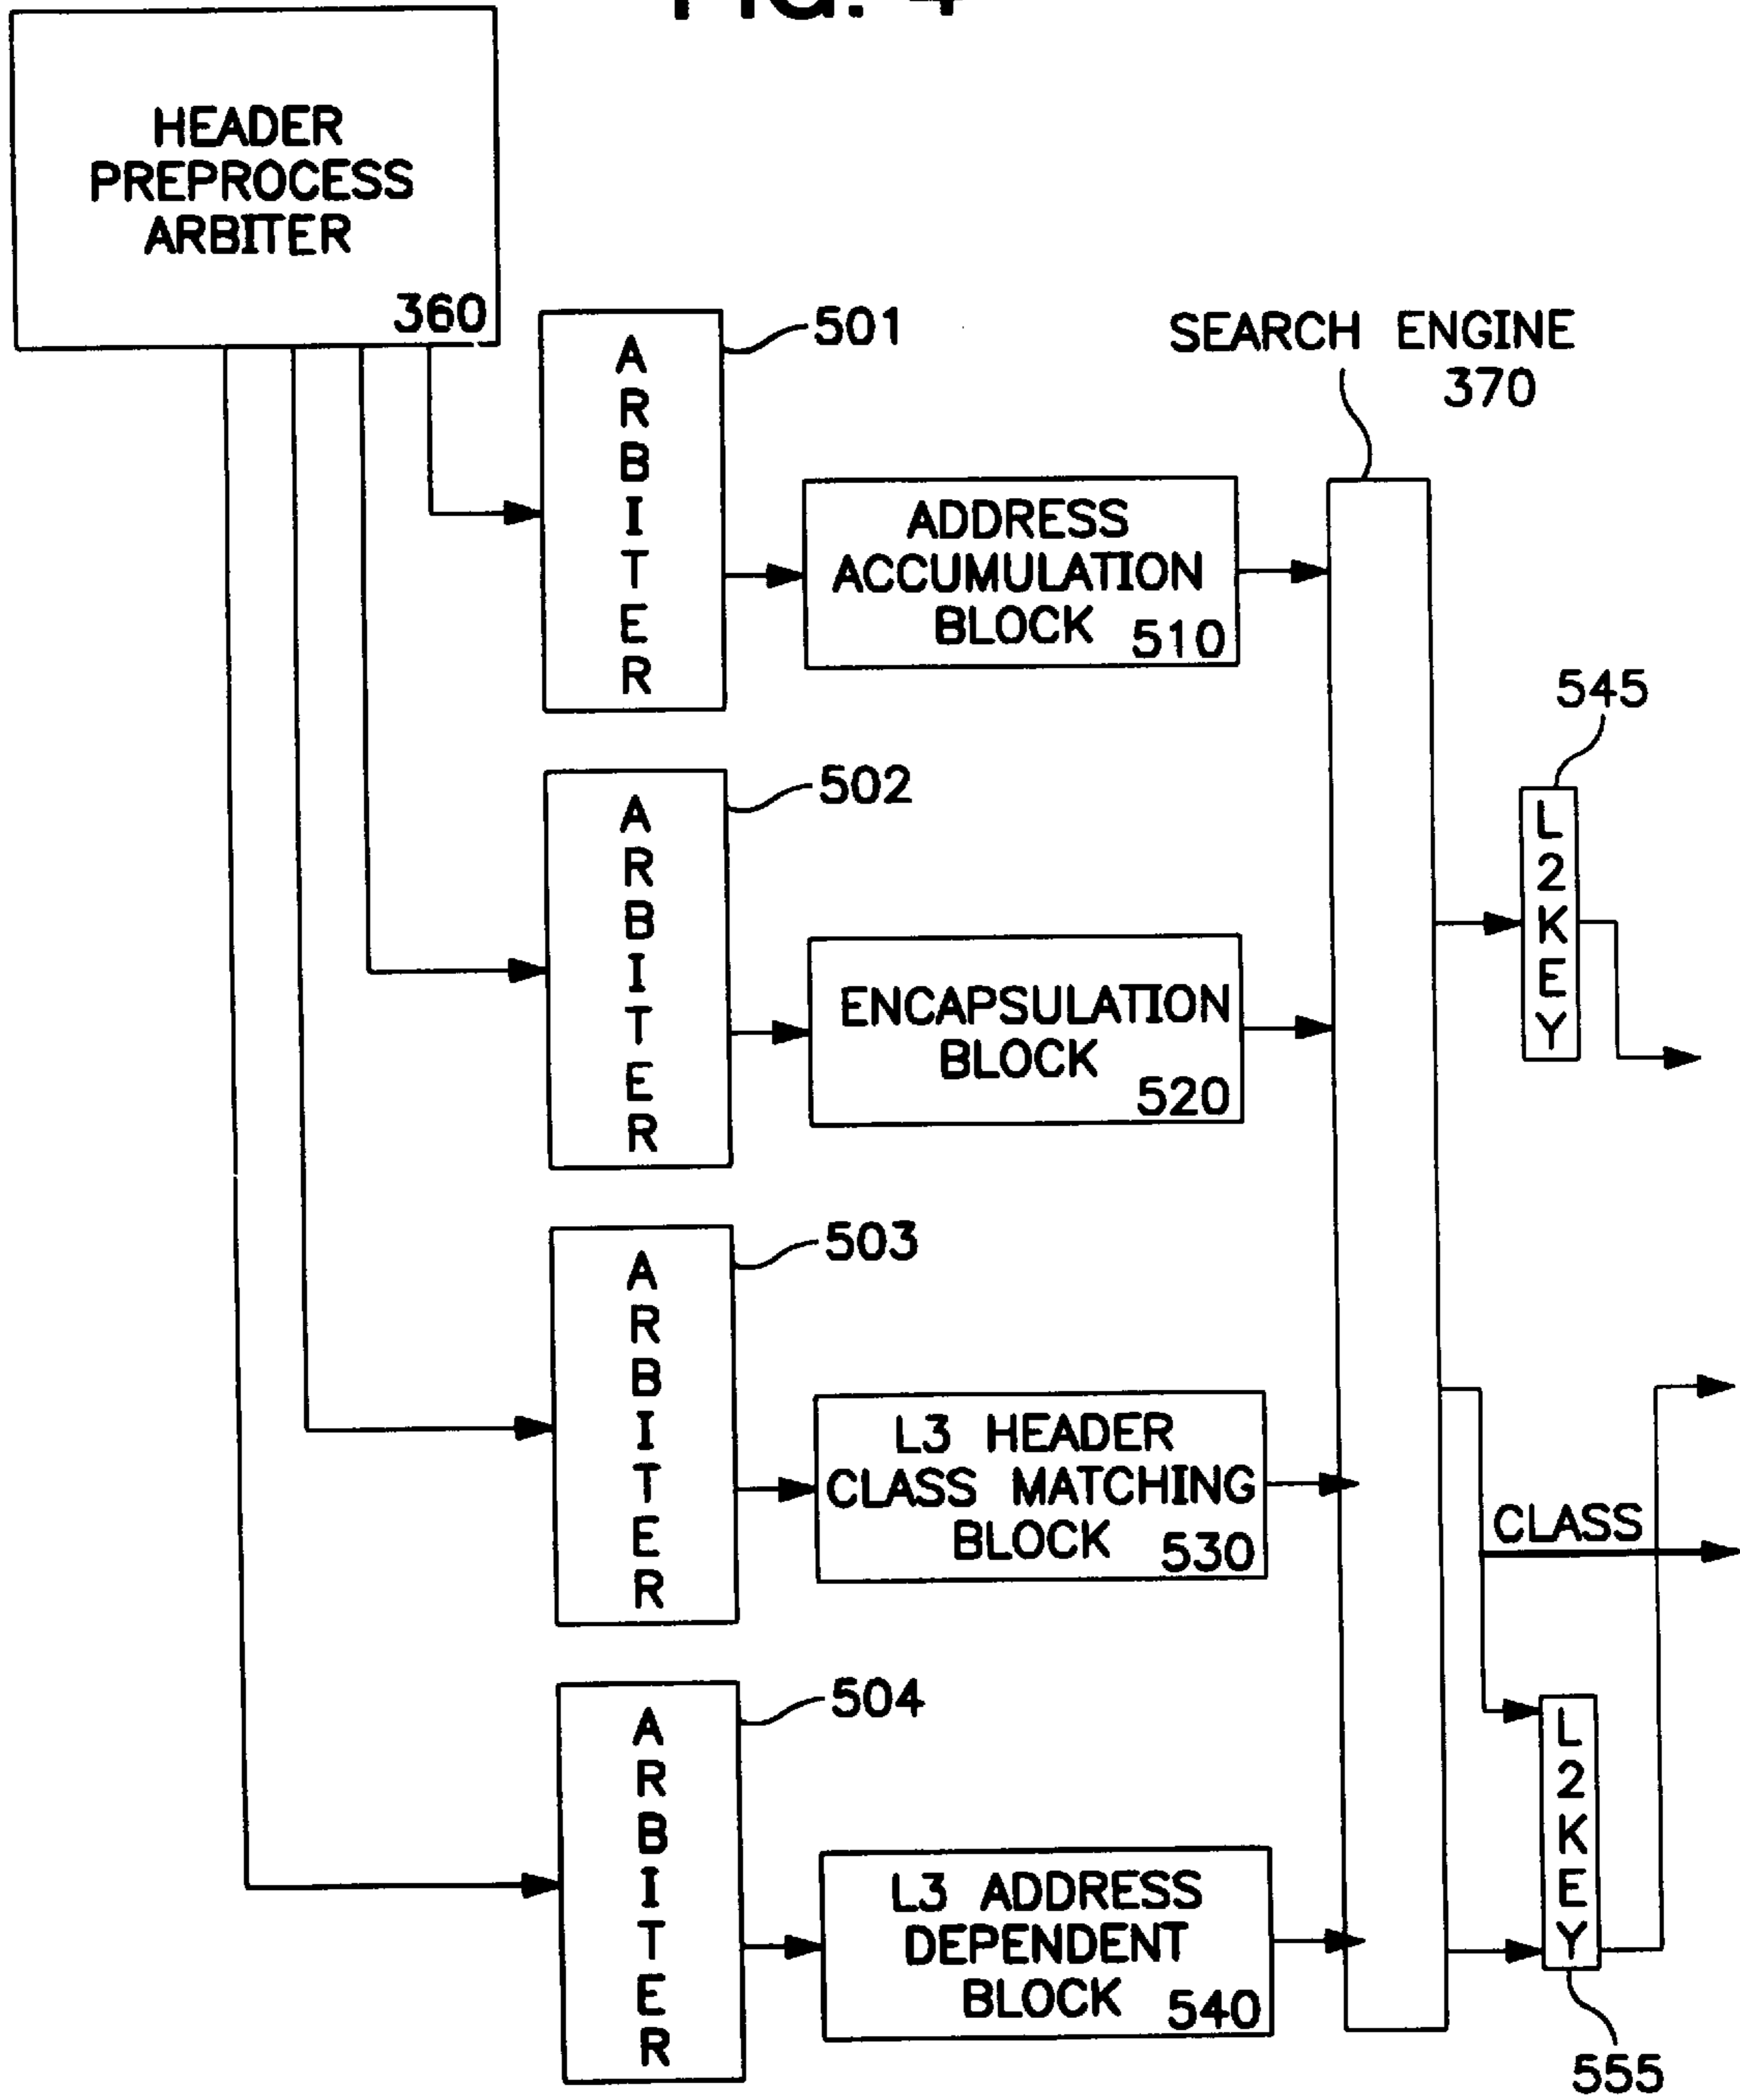 FIG. 4
HEADER
PREPROCESS
ARBITER
360
ARBITER
501
SEARCH ENGINE
370
ADDRESS
ACCUMULATION
BLOCK 510
545
L2KEY
ARBITER
502
ENCAPSULATION
BLOCK
520
ARBITER
503
L3 HEADER
CLASS MATCHING
BLOCK 530
CLASS
ARBITER
504
L3 ADDRESS
DEPENDENT
BLOCK 540
L2KEY
555